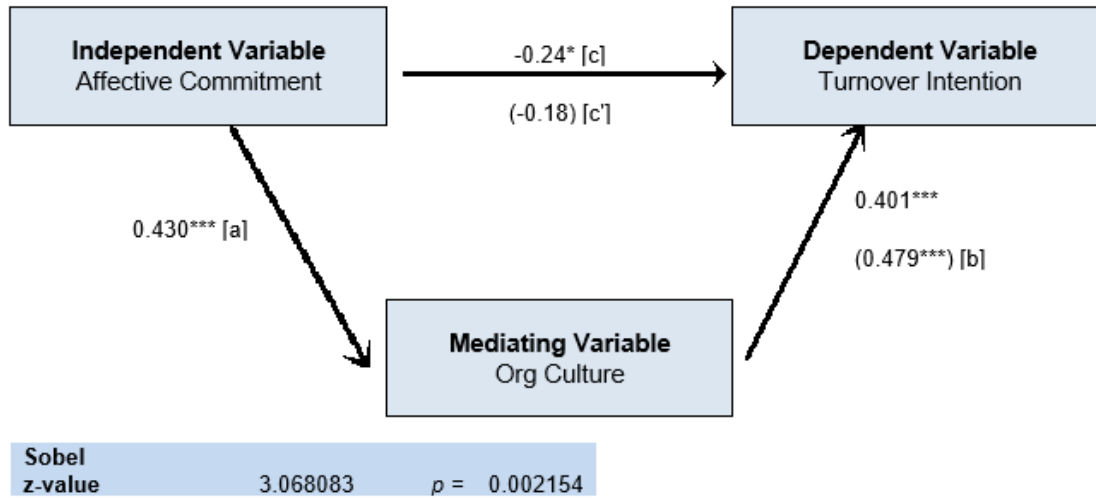 Independent Variable
Affective Commitment
-0.24* [c]
(-0.18) [c']
Dependent Variable
Turnover Intention
0.430*** [a]
0.401***
(0.479***) [b]
Mediating Variable
Org Culture
Sobel
z-value 3.068083 p = 0.002154